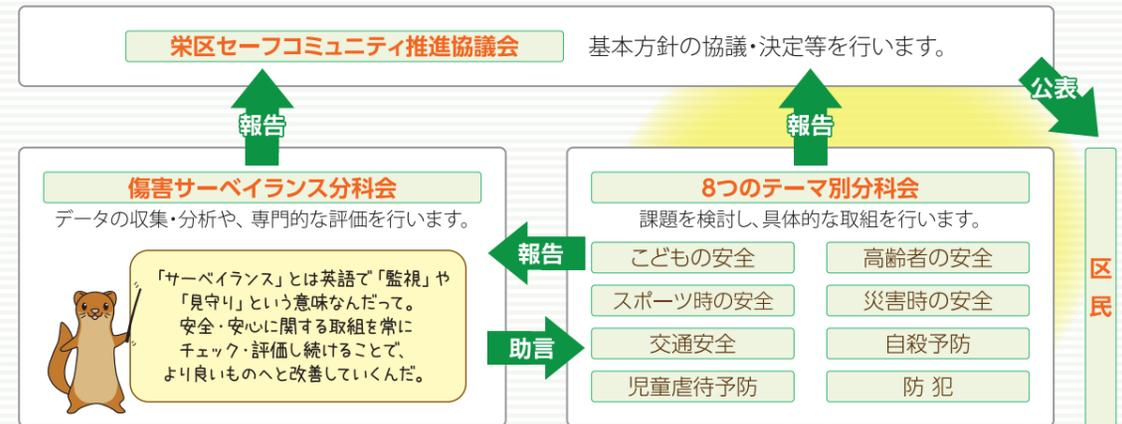 栄区セーフコミュニティ推進協議会
基本方針の協議・決定等を行います。
公表
報告
報告
傷害サーベイランス分科会
データの収集・分析や、専門的な評価を行います。
「サーベイランス」とは英語で「監視」や
「見守り」という意味なんだって。
安全・安心に関する取組を常に
チェック・評価し続けることで、
より良いものへと改善していくんだ。
報告
助言
8つのテーマ別分科会
課題を検討し、具体的な取組を行います。
こどもの安全
高齢者の安全
スポーツ時の安全
災害時の安全
交通安全
自殺予防
児童虐待予防
防 犯
区民